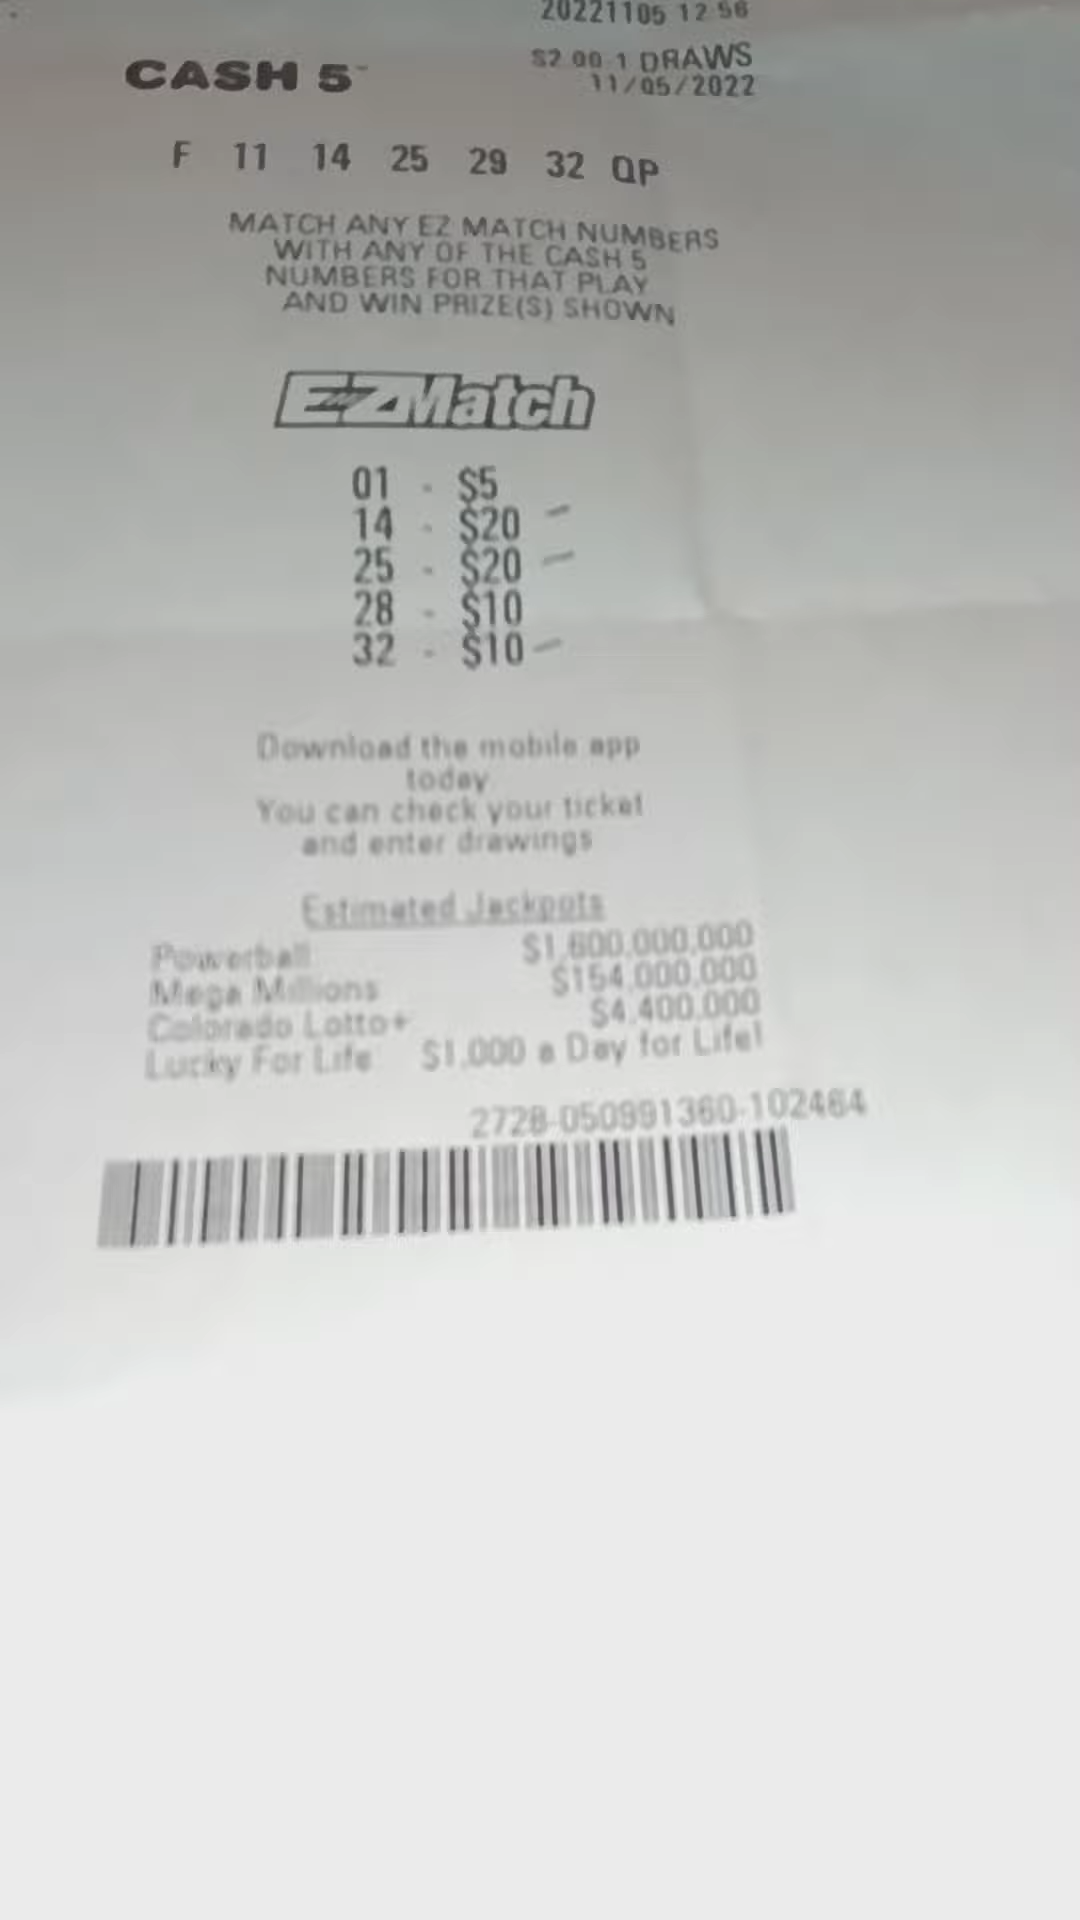 20221105 12 56
$2 00 1 DRAWS
CASH 5™
11/05/2022
F 11 14 25 29 32 QP
MATCH ANY EZ MATCH NUMBERS
WITH ANY OF THE CASH 5
NUMBERS FOR THAT PLAY
AND WIN PRIZE(S) SHOWN
EZMatch
01 - $5
14 - $20
25 - $20
28 - $10
32 - $10
Download the mobile app
today
You can check your ticket
and enter drawings
Estimated Jackpots
Powerball $1,600,000,000
Mega Millions $154,000,000
Colorado Lotto+ $4,400,000
Lucky For Life $1,000 a Day for Life!
2728-050991360-102464